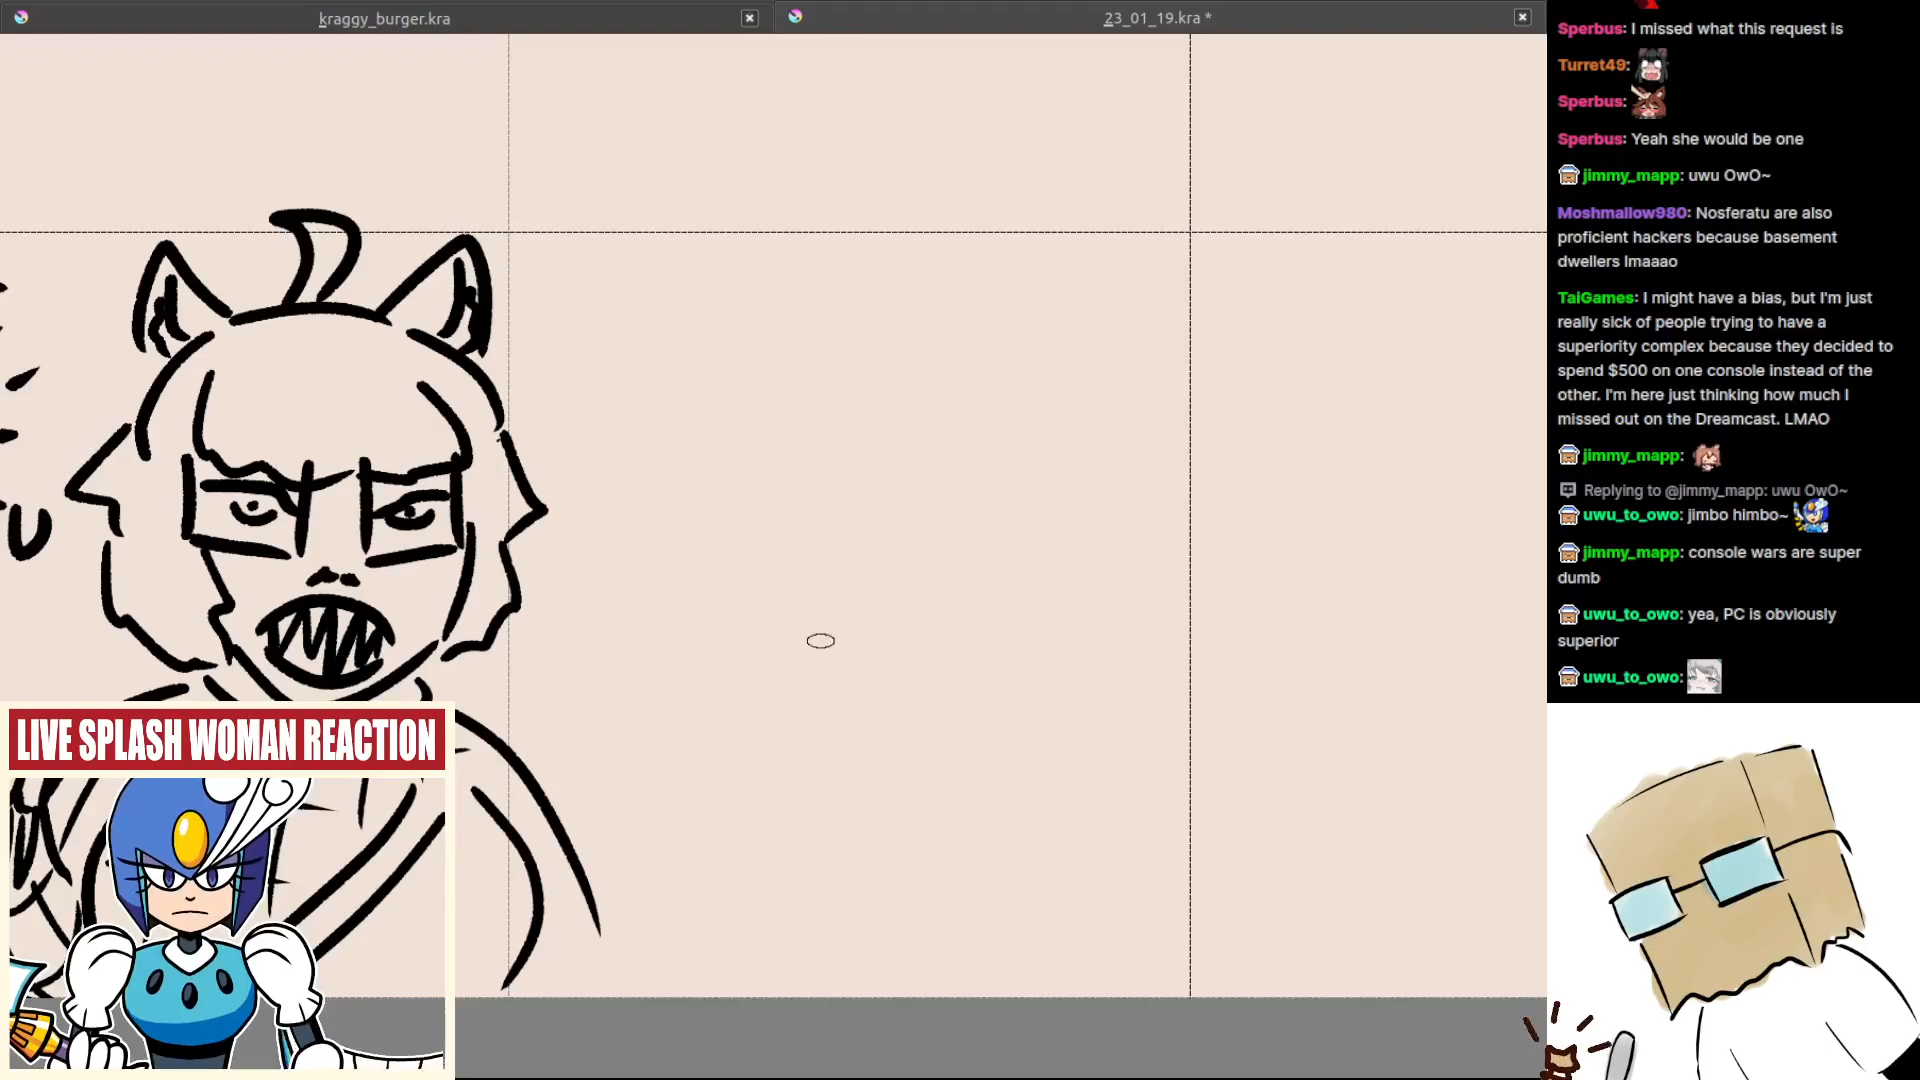 kraggy_burger.kra
23_01_19.kra *
Sperbus: I missed what this request is
Turret49:
Sperbus:
Sperbus: Yeah she would be one
jimmy_mapp: uwu OwO~
Moshmallow980: Nosferatu are also
proficient hackers because basement
dwellers lmaaao
TaiGames: I might have a bias, but I'm just
really sick of people trying to have a
superiority complex because they decided to
spend $500 on one console instead of the
other. I'm here just thinking how much I
missed out on the Dreamcast. LMAO
jimmy_mapp:
Replying to @jimmy_mapp: uwu OwO~
uwu_to_owo: jimbo himbo~
jimmy_mapp: console wars are super
dumb
uwu_to_owo: yea, PC is obviously
superior
uwu_to_owo:
U
LIVE SPLASH WOMAN REACTION